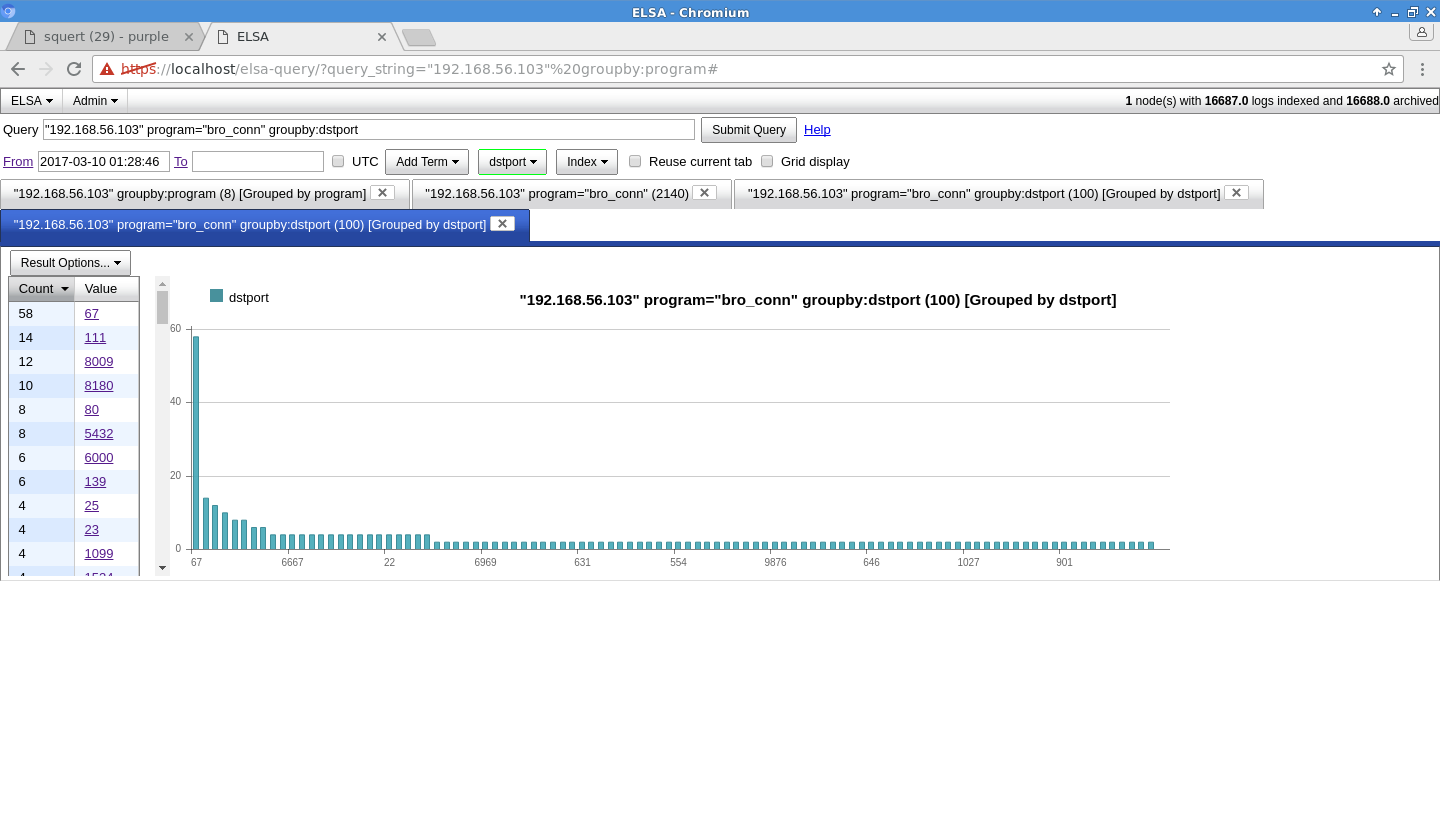 ELSA - Chromium
squert (29) - purple
ELSA
https://localhost/elsa-query/?query_string="192.168.56.103"%20groupby:program#
ELSA Admin 1 node(s) with 16687.0 logs indexed and 16688.0 archived
Query "192.168.56.103" program="bro_conn" groupby:dstport Submit Query Help
From 2017-03-10 01:28:46 To UTC Add Term dstport Index Reuse current tab Grid display
"192.168.56.103" groupby:program (8) [Grouped by program] "192.168.56.103" program="bro_conn" (2140) "192.168.56.103" program="bro_conn" groupby:dstport (100) [Grouped by dstport]
"192.168.56.103" program="bro_conn" groupby:dstport (100) [Grouped by dstport]
Result Options...
Count Value
58 67
14 111
12 8009
10 8180
8 80
8 5432
6 6000
6 139
4 25
4 23
4 1099
4 1524
dstport
"192.168.56.103" program="bro_conn" groupby:dstport (100) [Grouped by dstport]
60
40
20
0
67 6667 22 6969 631 554 9876 646 1027 901